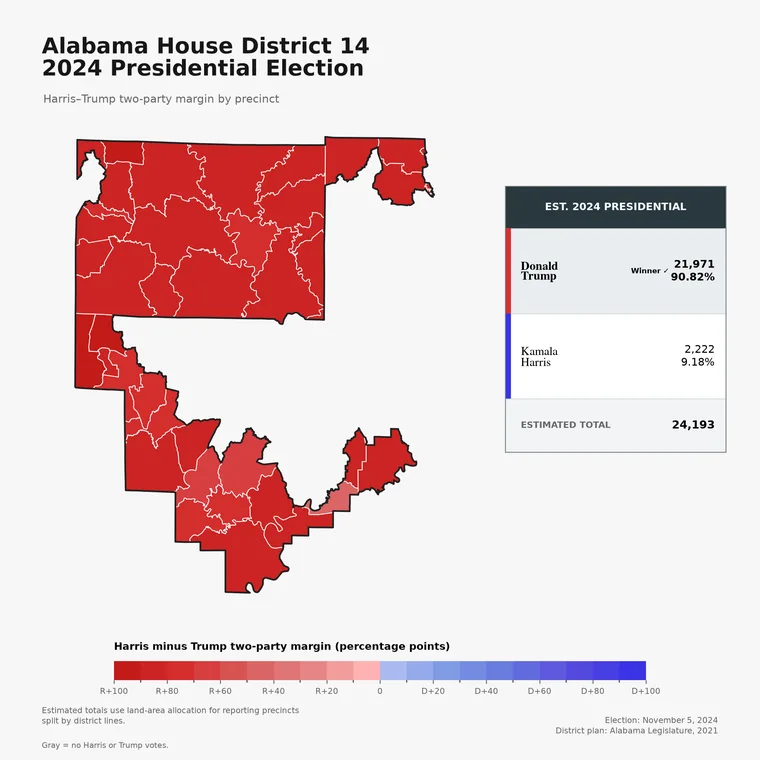 Alabama House District 14
2024 Presidential Election
Harris–Trump two-party margin by precinct
EST. 2024 PRESIDENTIAL
Donald
Trump
Winner ✓
21,971
90.82%
Kamala
Harris
2,222
9.18%
ESTIMATED TOTAL
24,193
Harris minus Trump two-party margin (percentage points)
R+100 R+80 R+60 R+40 R+20 0 D+20 D+40 D+60 D+80 D+100
Estimated totals use land-area allocation for reporting precincts
split by district lines.
Gray = no Harris or Trump votes.
Election: November 5, 2024
District plan: Alabama Legislature, 2021